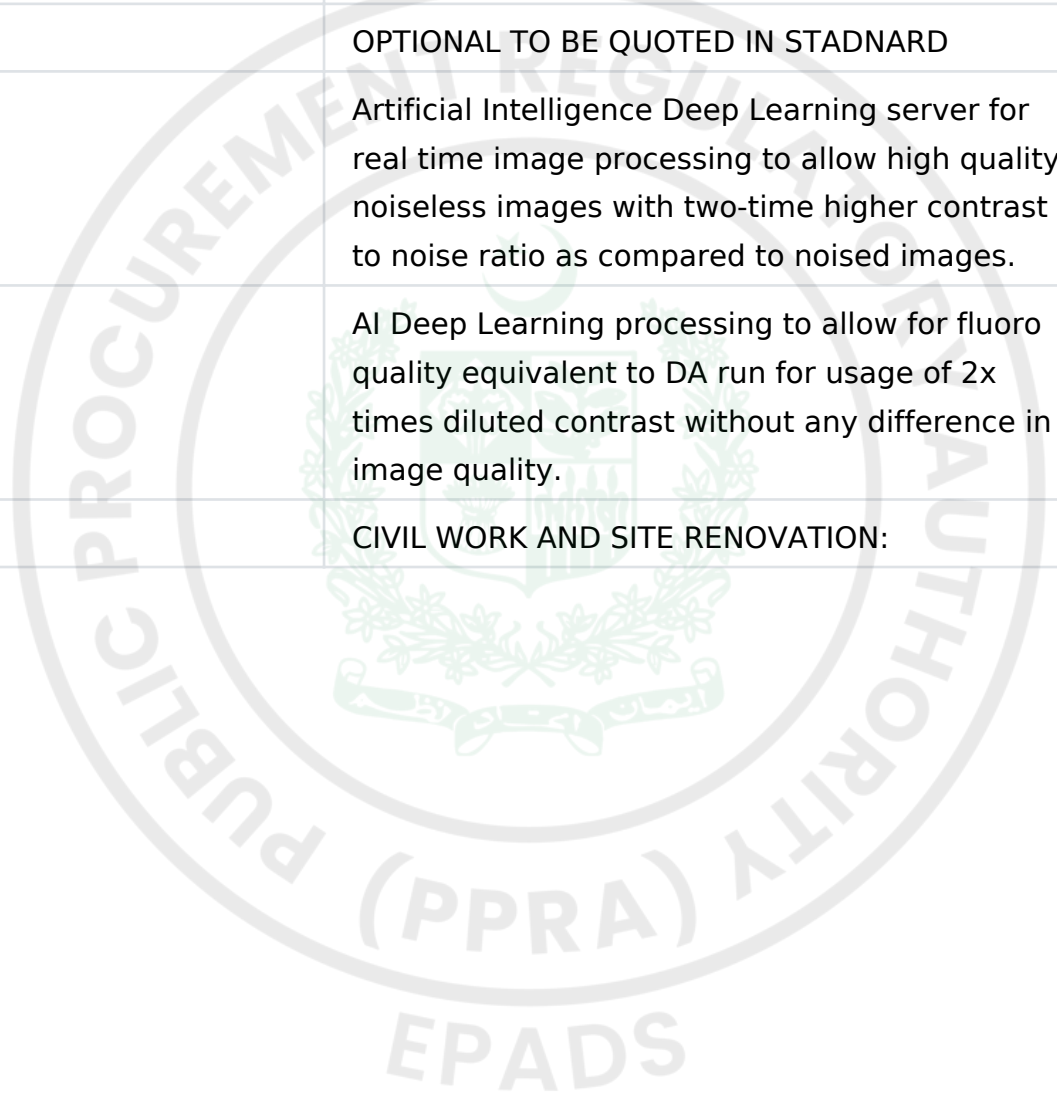 OPTIONAL TO BE QUOTED IN STADNARD
Artificial Intelligence Deep Learning server for
real time image processing to allow high quality
noiseless images with two-time higher contrast
to noise ratio as compared to noised images.
AI Deep Learning processing to allow for fluoro
quality equivalent to DA run for usage of 2x
times diluted contrast without any difference in
image quality.
CIVIL WORK AND SITE RENOVATION:
PUBLIC PROCUREMENT REGULATORY AUTHORITY
(PPRA)
EPADS